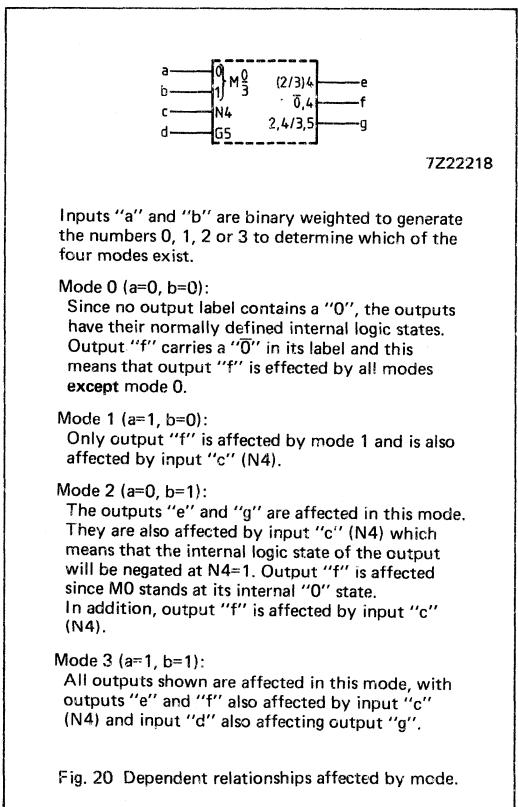 a 0 M 0/3 (2/3)4 e
b 1 0̅,4 f
c N4 2,4/3,5 g
d G5
7Z22218
Inputs “a” and “b” are binary weighted to generate
the numbers 0, 1, 2 or 3 to determine which of the
four modes exist.
Mode 0 (a=0, b=0):
Since no output label contains a “0”, the outputs
have their normally defined internal logic states.
Output “f” carries a “0̅” in its label and this
means that output “f” is effected by all modes
except mode 0.
Mode 1 (a=1, b=0):
Only output “f” is affected by mode 1 and is also
affected by input “c” (N4).
Mode 2 (a=0, b=1):
The outputs “e” and “g” are affected in this mode.
They are also affected by input “c” (N4) which
means that the internal logic state of the output
will be negated at N4=1. Output “f” is affected
since M0 stands at its internal “0” state.
In addition, output “f” is affected by input “c”
(N4).
Mode 3 (a=1, b=1):
All outputs shown are affected in this mode, with
outputs “e” and “f” also affected by input “c”
(N4) and input “d” also affecting output “g”.
Fig. 20 Dependent relationships affected by mode.